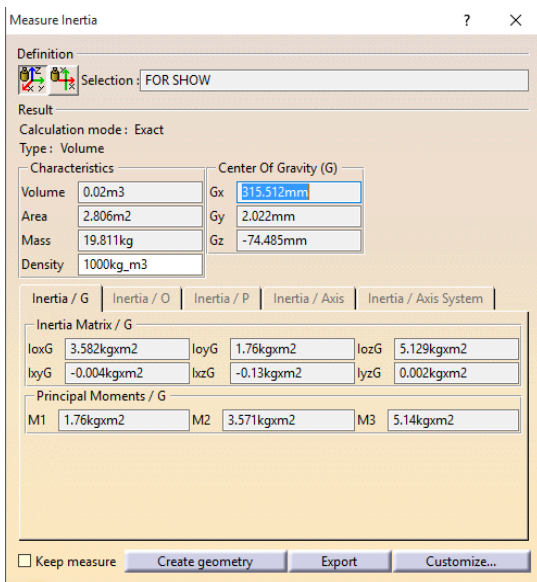 Measure Inertia ? ×
Definition
Selection : FOR SHOW
Result
Calculation mode : Exact
Type : Volume
Characteristics Center Of Gravity (G)
Volume 0.02m3 Gx 315.512mm
Area 2.806m2 Gy 2.022mm
Mass 19.811kg Gz -74.485mm
Density 1000kg_m3
Inertia / G Inertia / O Inertia / P Inertia / Axis Inertia / Axis System
Inertia Matrix / G
IoxG 3.582kgxm2 IoyG 1.76kgxm2 IozG 5.129kgxm2
IxyG -0.004kgxm2 IxzG -0.13kgxm2 IyzG 0.002kgxm2
Principal Moments / G
M1 1.76kgxm2 M2 3.571kgxm2 M3 5.14kgxm2
Keep measure Create geometry Export Customize...